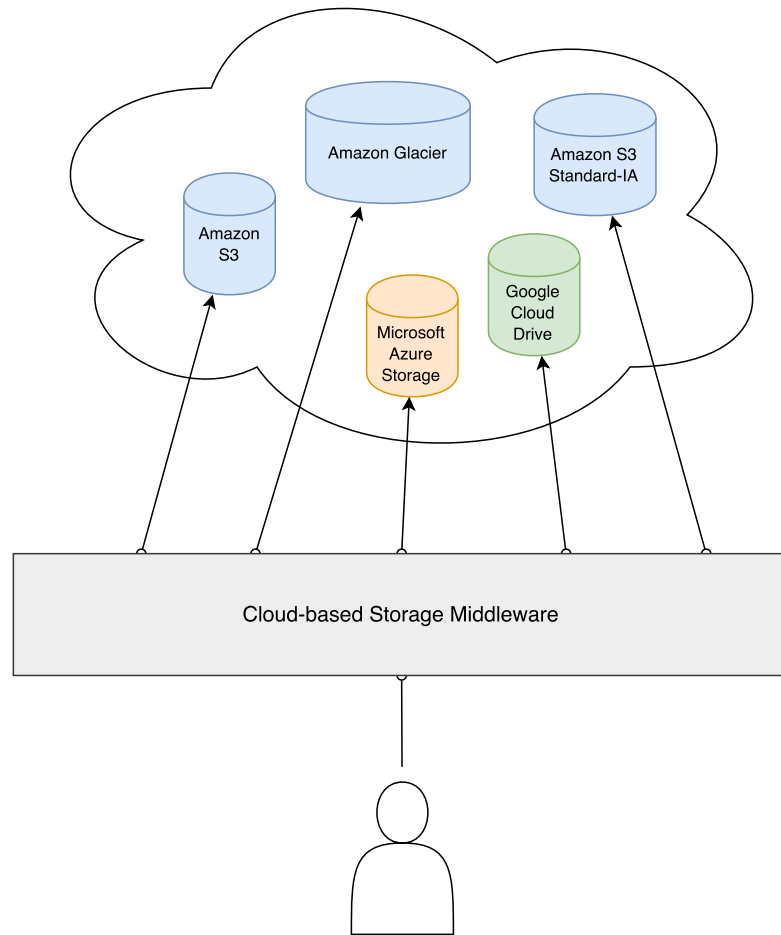 Amazon Glacier
Amazon S3
Standard-IA
Amazon
S3
Google
Cloud
Drive
Microsoft
Azure
Storage
Cloud-based Storage Middleware